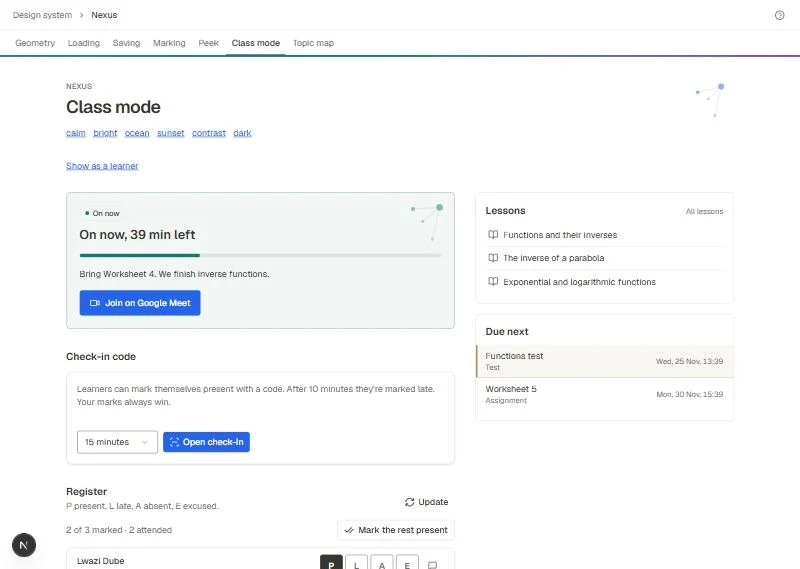 Design system > Nexus
Geometry Loading Saving Marking Peek Class mode Topic map
NEXUS
Class mode
calm bright ocean sunset contrast dark
Show as a learner
On now
On now, 39 min left
Bring Worksheet 4. We finish inverse functions.
Join on Google Meet
Check-in code
Learners can mark themselves present with a code. After 10 minutes they're marked late.
Your marks always win.
15 minutes
Open check-in
Register
P present, L late, A absent, E excused.
Update
2 of 3 marked · 2 attended
Mark the rest present
Lwazi Dube
P L A E
Lessons
All lessons
Functions and their inverses
The inverse of a parabola
Exponential and logarithmic functions
Due next
Functions test
Test
Wed, 25 Nov, 13:39
Worksheet 5
Assignment
Mon, 30 Nov, 15:39
N